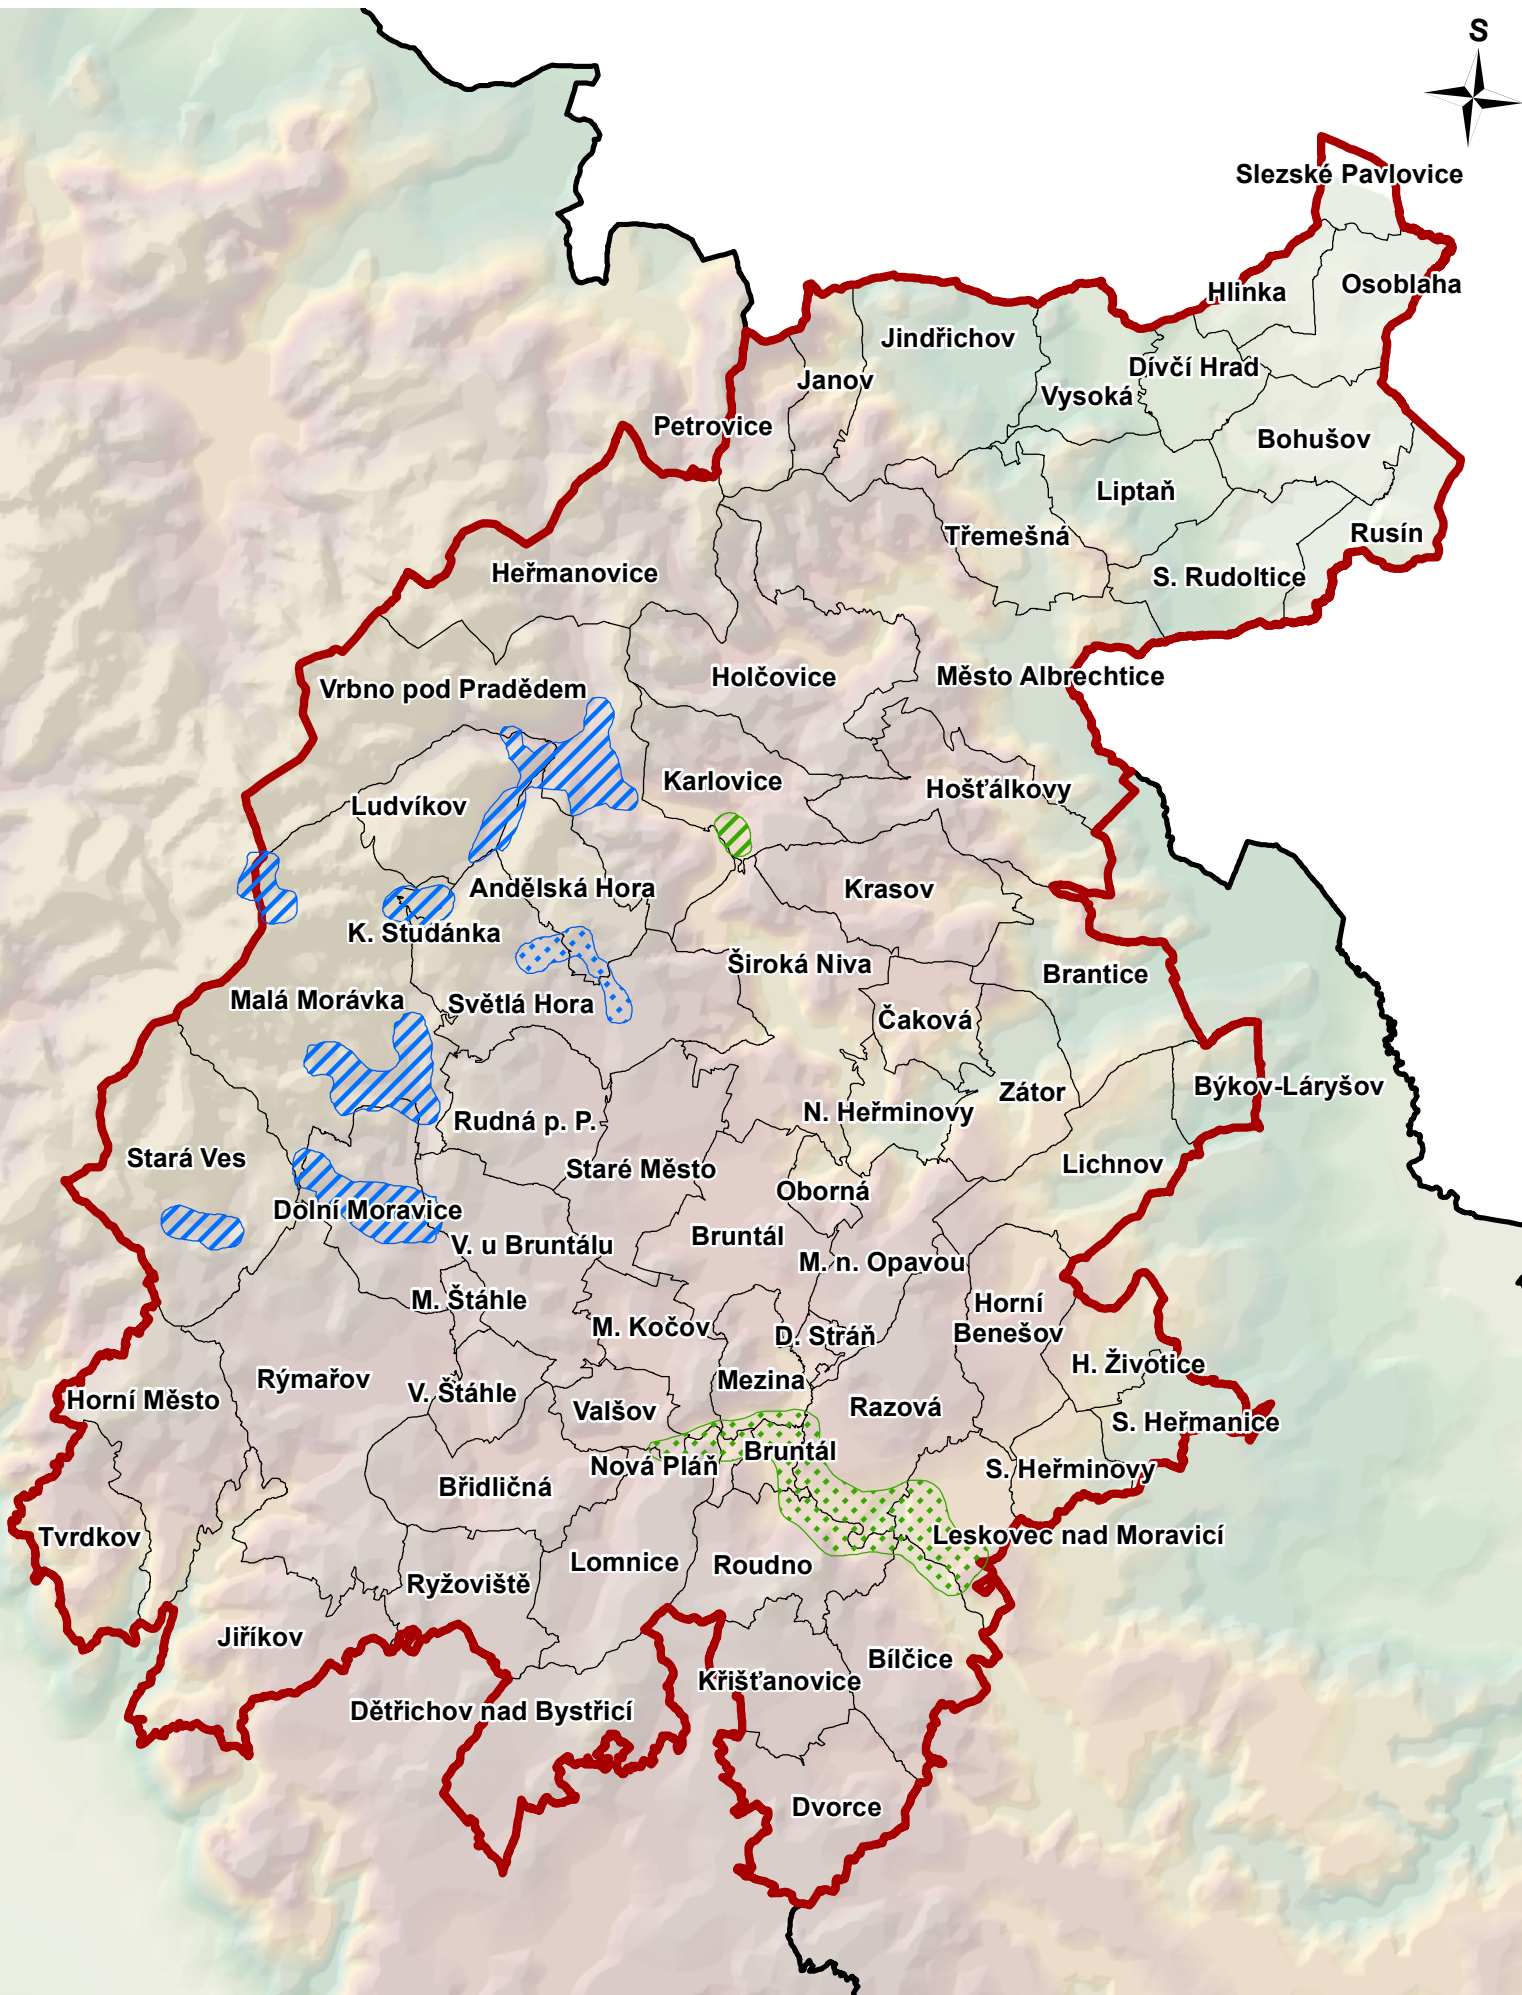 S
Slezské Pavlovice
Hlinka
Osoblaha
Jindřichov
Dívčí Hrad
Janov
Vysoká
Petrovice
Bohušov
Liptaň
Třemešná
Rusín
Heřmanovice
S. Rudoltice
Holčovice
Město Albrechtice
Vrbno pod Pradědem
Karlovice
Hošťálkovy
Ludvíkov
Andělská Hora
Krasov
K. Studánka
Široká Niva
Brantice
Malá Morávka
Světlá Hora
Čaková
Zátor
Býkov-Láryšov
N. Heřminovy
Rudná p. P.
Stará Ves
Staré Město
Lichnov
Oborná
Dolní Moravice
Bruntál
V. u Bruntálu
M. n. Opavou
M. Štáhle
Horní
Benešov
M. Kočov
D. Stráň
H. Životice
Rýmařov
Mezina
Horní Město
V. Štáhle
Valšov
Razová
S. Heřmanice
Bruntál
Nová Pláň
S. Heřminovy
Břidličná
Tvrdkov
Leskovec nad Moravicí
Lomnice
Roudno
Ryžoviště
Jiříkov
Bílčice
Křišťanovice
Dětřichov nad Bystřicí
Dvorce